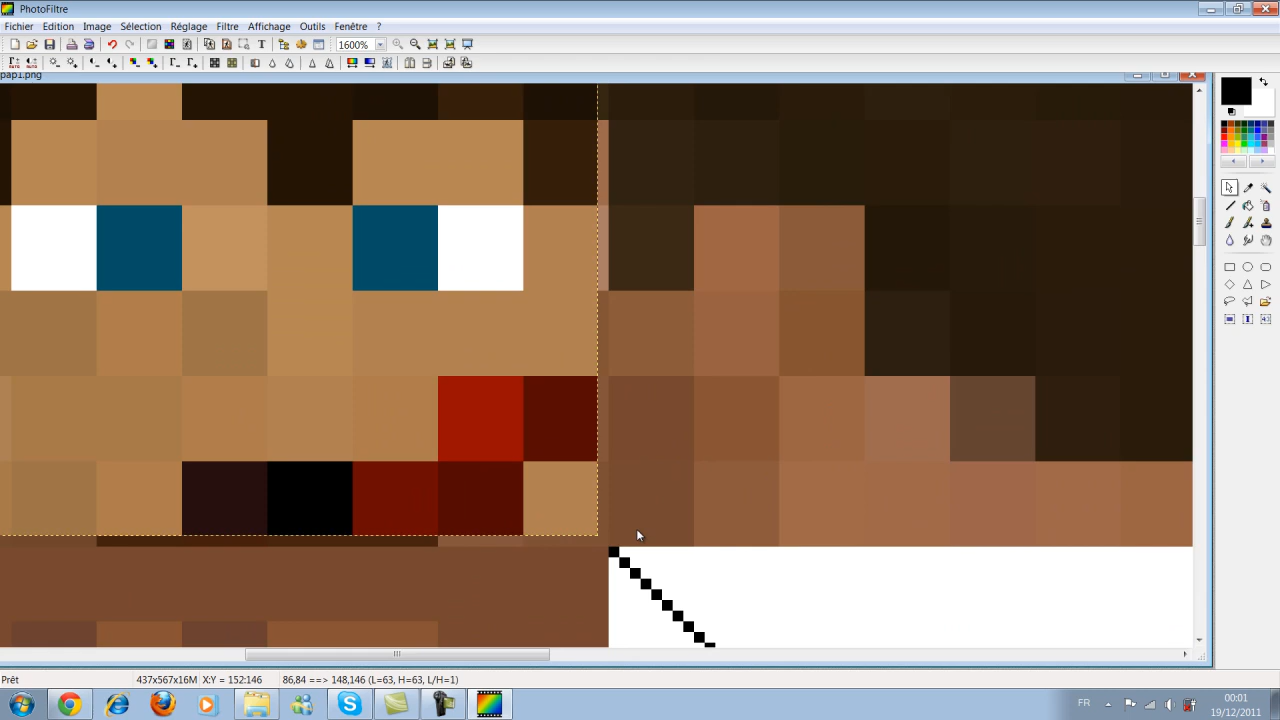 PhotoFiltre
Fichier Edition Image Sélection Réglage Filtre Affichage Outils Fenêtre ?
1600%
pap1.png
Prêt 437x567x16M X:Y = 152:146 86,84 ==> 148,146 (L=63, H=63, L/H=1)
FR 00:01
19/12/2011